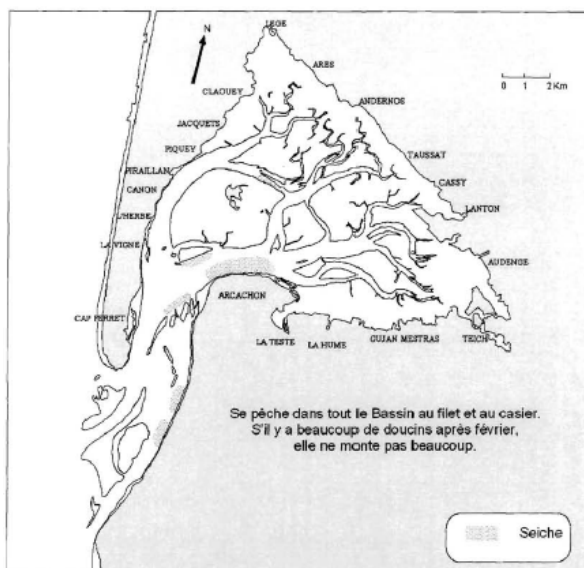 N
LEGE
ARES
0 1 2 Km
CLAOUEY
ANDERNOS
JACQUETS
PIQUEY
TAUSSAT
PIRAILLAN
CASSY
CANON
LANTON
L'HERBE
LA VIGNE
AUDENGE
ARCACHON
CAP FERRET
LA TESTE
LA HUME
GUJAN MESTRAS
TEICH
Se pêche dans tout le Bassin au filet et au casier.
S'il y a beaucoup de doucins après février,
elle ne monte pas beaucoup.
Seiche